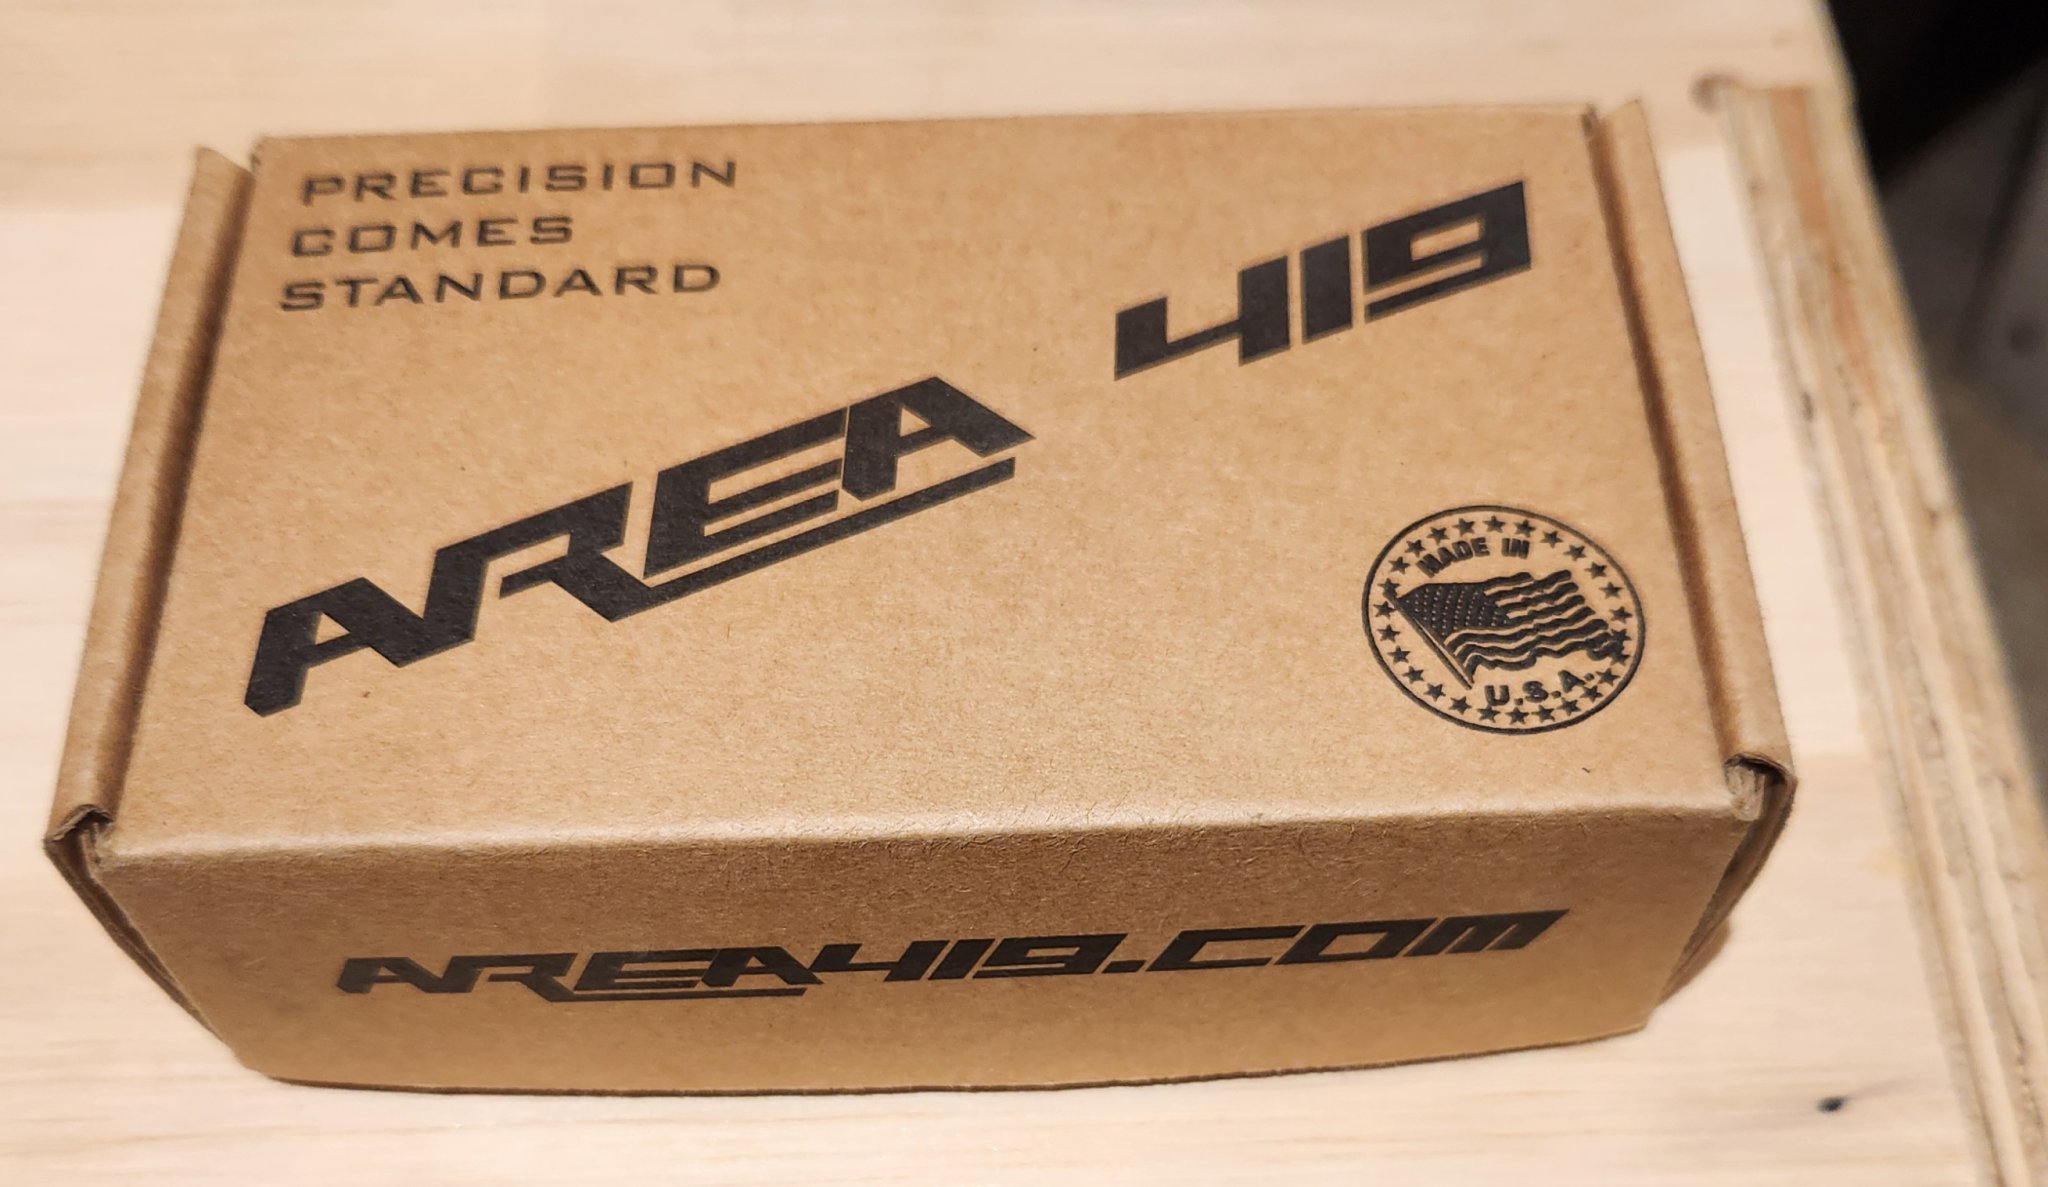 PRECISION
COMES
STANDARD
AREA 419
MADE IN
U.S.A.
AREA419.COM